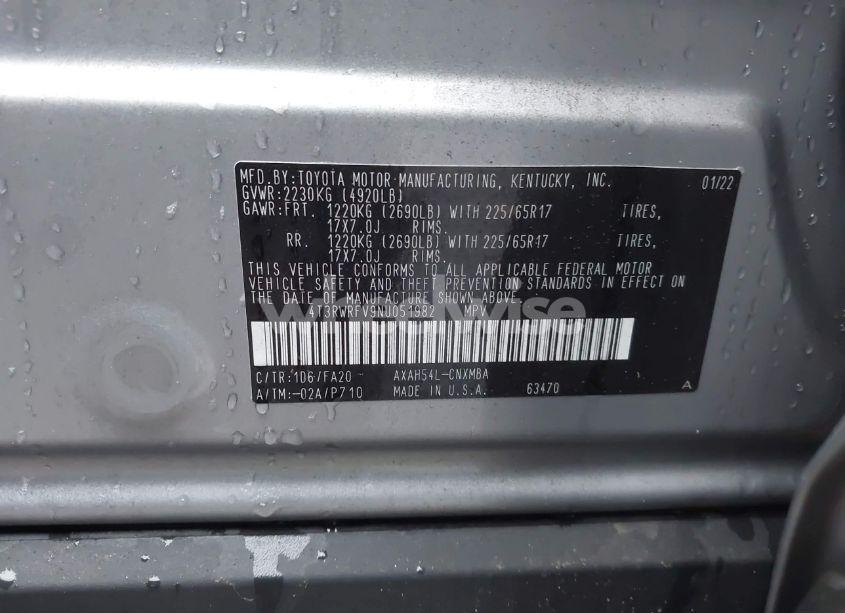 MFD.BY:TOYOTA MOTOR MANUFACTURING, KENTUCKY, INC. 01/22
GVWR:2230KG (4920LB)
GAWR:FRT. 1220KG (2690LB) WITH 225/65R17 TIRES,
17X7.0J RIMS.
RR. 1220KG (2690LB) WITH 225/65R17 TIRES,
17X7.0J RIMS.
THIS VEHICLE CONFORMS TO ALL APPLICABLE FEDERAL MOTOR
VEHICLE SAFETY AND THEFT PREVENTION STANDARDS IN EFFECT ON
THE DATE OF MANUFACTURE SHOWN ABOVE.
4T3RWRFV9NU051982 MPV
C/TR:1D6/FA20 AXAH54L-CNXMBA
A/TM:-02A/P710 MADE IN U.S.A. 63470 A